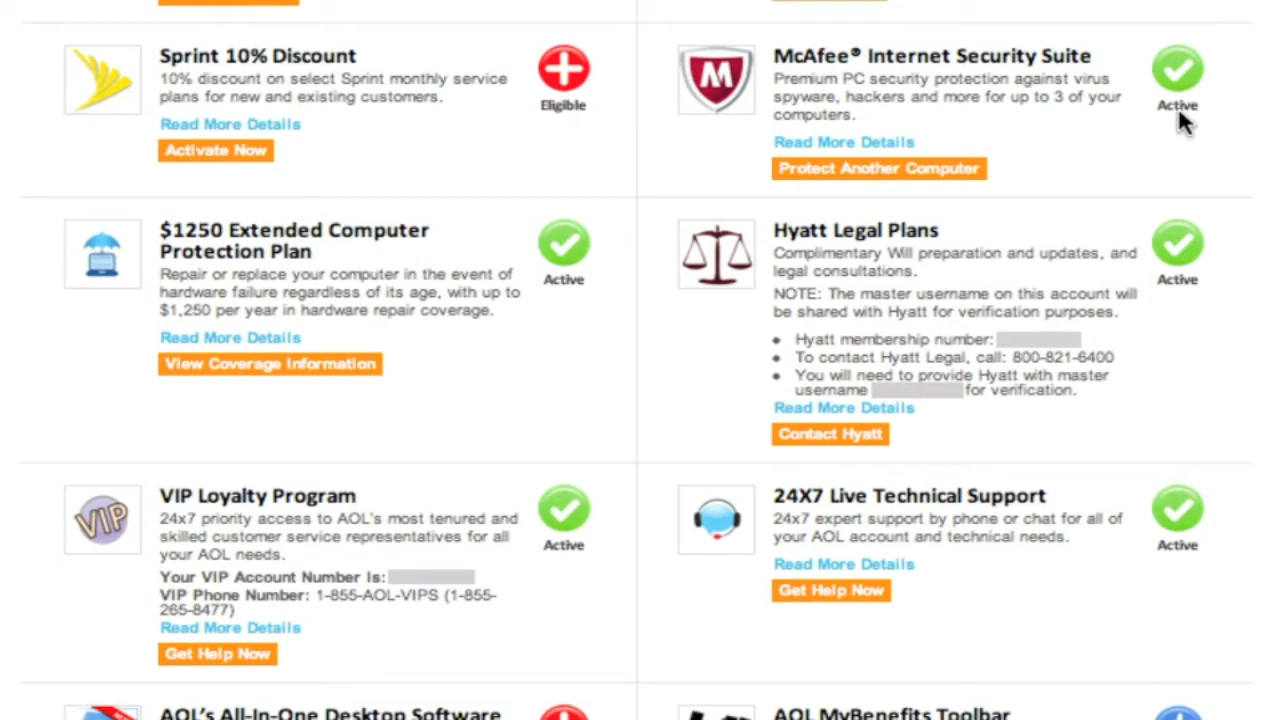 Sprint 10% Discount
10% discount on select Sprint monthly service
plans for new and existing customers.
Read More Details
Activate Now
Eligible
McAfee® Internet Security Suite
Premium PC security protection against virus
spyware, hackers and more for up to 3 of your
computers.
Read More Details
Protect Another Computer
Active
$1250 Extended Computer
Protection Plan
Repair or replace your computer in the event of
hardware failure regardless of its age, with up to
$1,250 per year in hardware repair coverage.
Read More Details
View Coverage Information
Active
Hyatt Legal Plans
Complimentary Will preparation and updates, and
legal consultations.
NOTE: The master username on this account will
be shared with Hyatt for verification purposes.
Hyatt membership number:
To contact Hyatt Legal, call: 800-821-6400
You will need to provide Hyatt with master
username for verification.
Read More Details
Contact Hyatt
Active
VIP
VIP Loyalty Program
24x7 priority access to AOL's most tenured and
skilled customer service representatives for all
your AOL needs.
Your VIP Account Number Is:
VIP Phone Number: 1-855-AOL-VIPS (1-855-
265-8477)
Read More Details
Get Help Now
Active
24X7 Live Technical Support
24x7 expert support by phone or chat for all of
your AOL account and technical needs.
Read More Details
Get Help Now
Active
AOL's All-In-One Desktop Software
AOL MyBenefits Toolbar